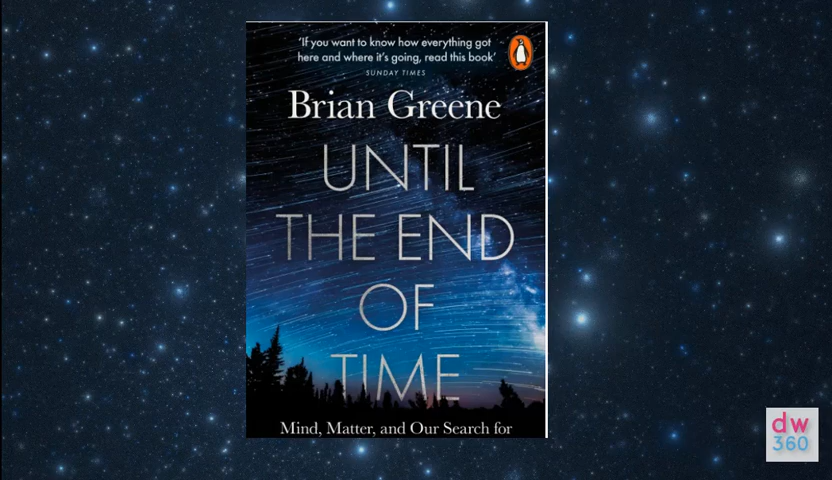 ‘If you want to know how everything got
here and where it’s going, read this book’
SUNDAY TIMES
Brian Greene
UNTIL
THE END
OF
TIME
Mind, Matter, and Our Search for
dw
360